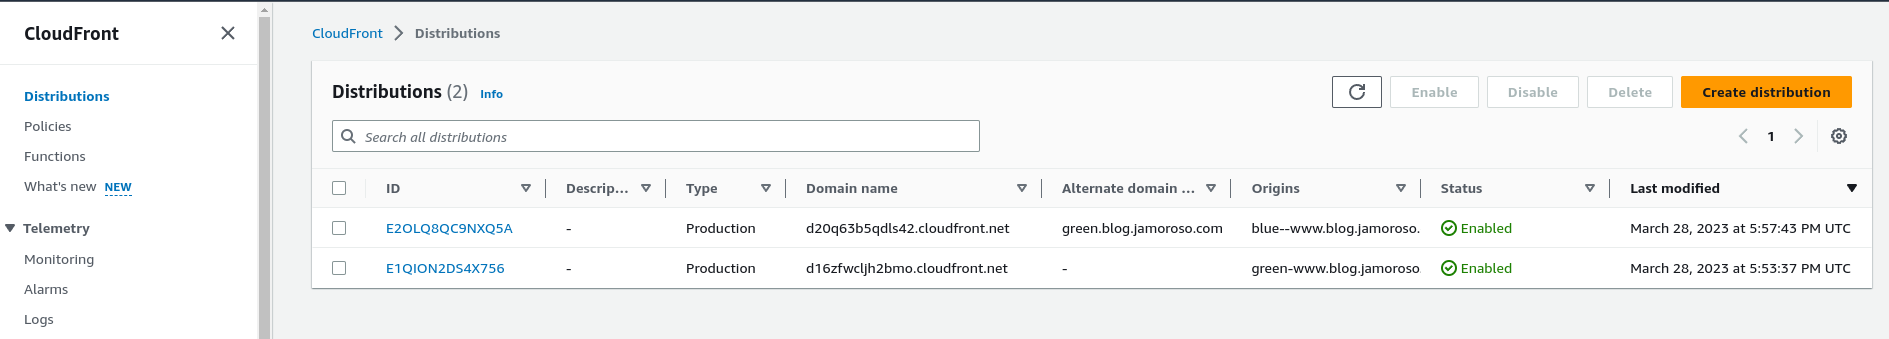 CloudFront
Distributions
Policies
Functions
What's new NEW
Telemetry
Monitoring
Alarms
Logs
CloudFront > Distributions
Distributions (2) Info
Enable Disable Delete Create distribution
Search all distributions
1
ID Descrip... Type Domain name Alternate domain ... Origins Status Last modified
E2OLQ8QC9NXQ5A - Production d20q63b5qdls42.cloudfront.net green.blog.jamoroso.com blue--www.blog.jamoroso. Enabled March 28, 2023 at 5:57:43 PM UTC
E1QION2DS4X756 - Production d16zfwcljh2bmo.cloudfront.net - green-www.blog.jamoroso Enabled March 28, 2023 at 5:53:37 PM UTC